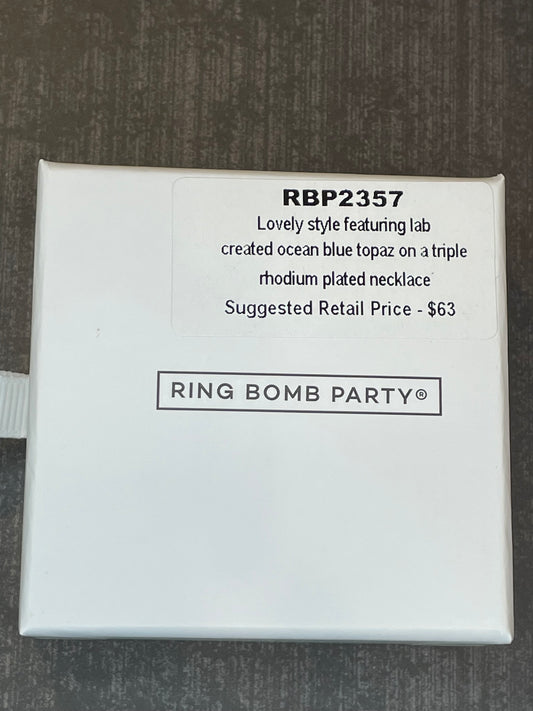 RBP2357
Lovely style featuring lab
created ocean blue topaz on a triple
rhodium plated necklace
Suggested Retail Price - $63
RING BOMB PARTY®